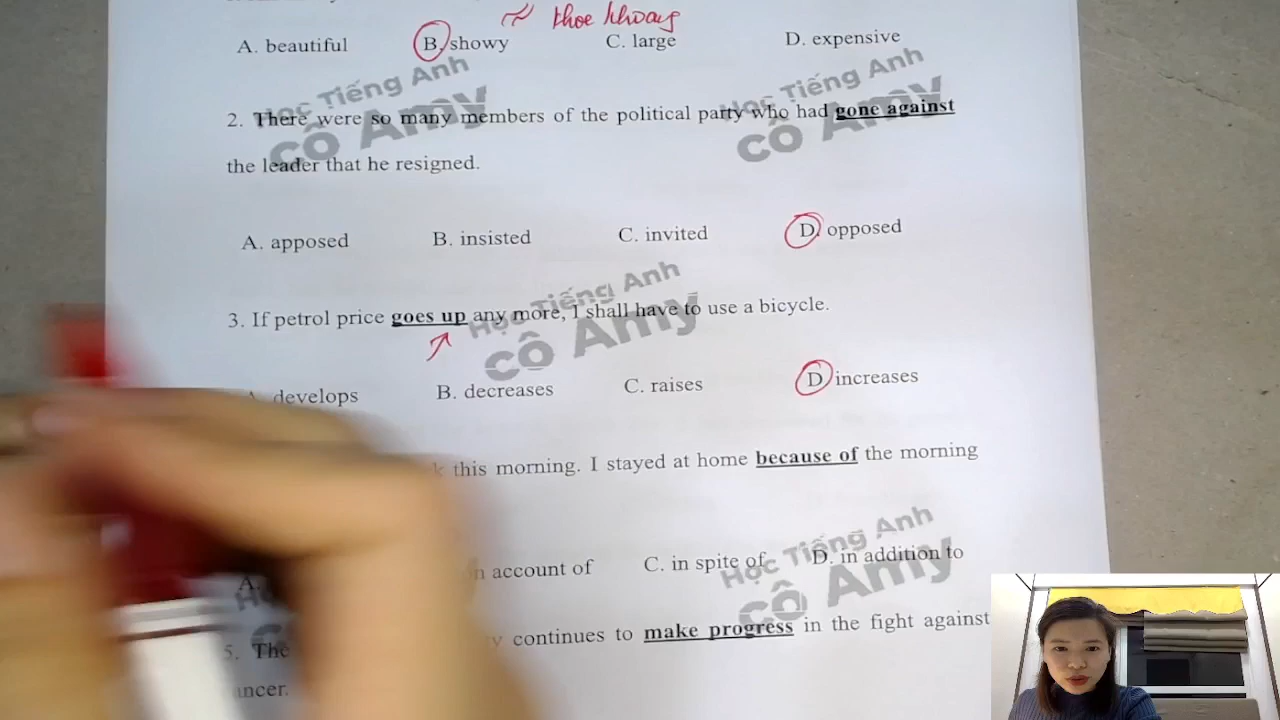 ≈ khoe khoang
A. beautiful B. showy C. large D. expensive
2. There were so many members of the political party who had gone against
the leader that he resigned.
A. apposed B. insisted C. invited D. opposed
3. If petrol price goes up any more, I shall have to use a bicycle.
develops B. decreases C. raises D. increases
this morning. I stayed at home because of the morning
A. account of C. in spite of D. in addition to
5. The continues to make progress in the fight against
Học Tiếng Anh
cô Amy
Học Tiếng Anh
cô Amy
Học Tiếng Anh
cô Amy
Học Tiếng Anh
cô Amy